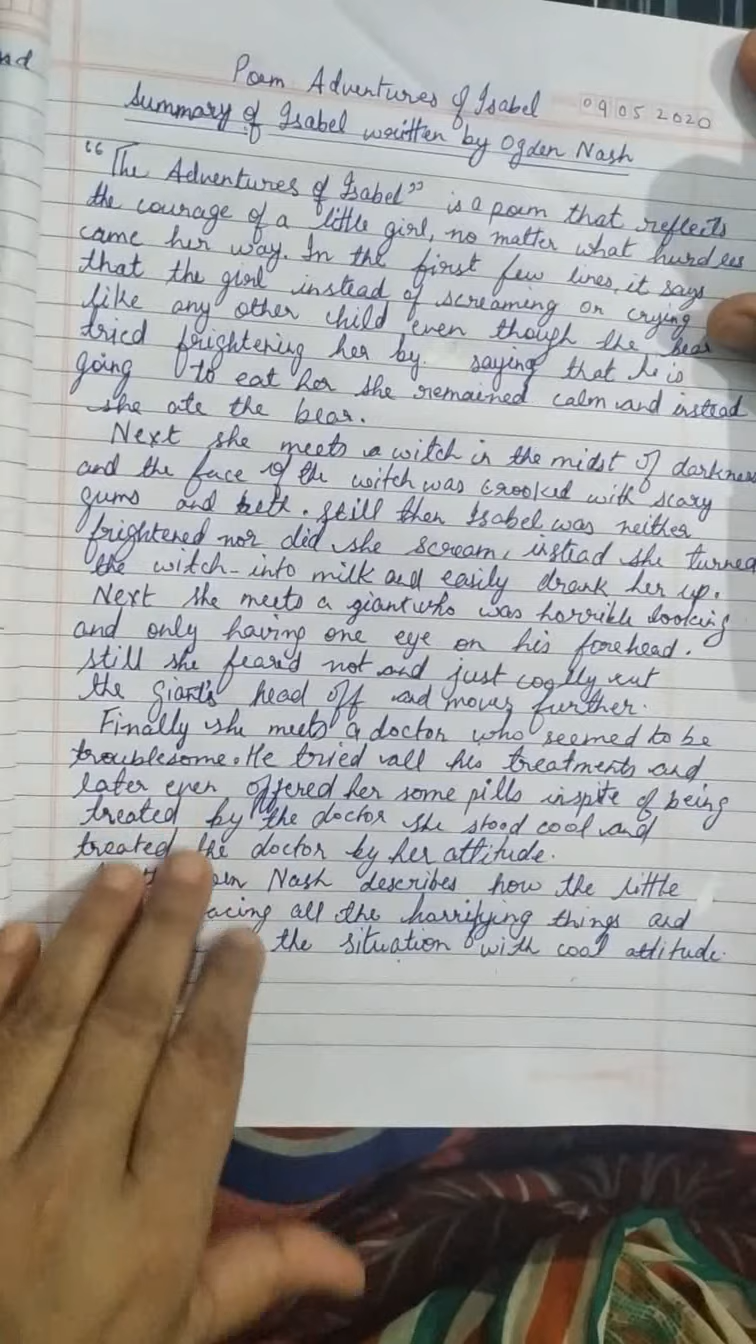 nd
Poem Adventures of Isabel
09 05 2020
Summary of Isabel written by Ogden Nash
"The Adventures of Isabel" is a poem that reflects
the courage of a little girl, no matter what hurdles
came her way. In the first few lines, it says
that the girl instead of screaming or crying
like any other child even though the bear
tried frightening her by saying that he is
going to eat her she remained calm and instead
she ate the bear.
Next she meets a witch in the midst of darkness
and the face of the witch was crooked with scary
gums and teeth. Still then Isabel was neither
frightened nor did she scream, instead she turned
the witch into milk and easily drank her up.
Next she meets a giant who was horrible looking
and only having one eye on his forehead.
Still she feared not and just coolly cut
the giant's head off and moves further.
Finally she meets a doctor who seemed to be
troublesome. He tried all his treatments and
later even offered her some pills inspite of being
treated by the doctor she stood cool and
treated the doctor by her attitude.
Nash describes how the little
all the horrifying things and
the situation with cool attitude.